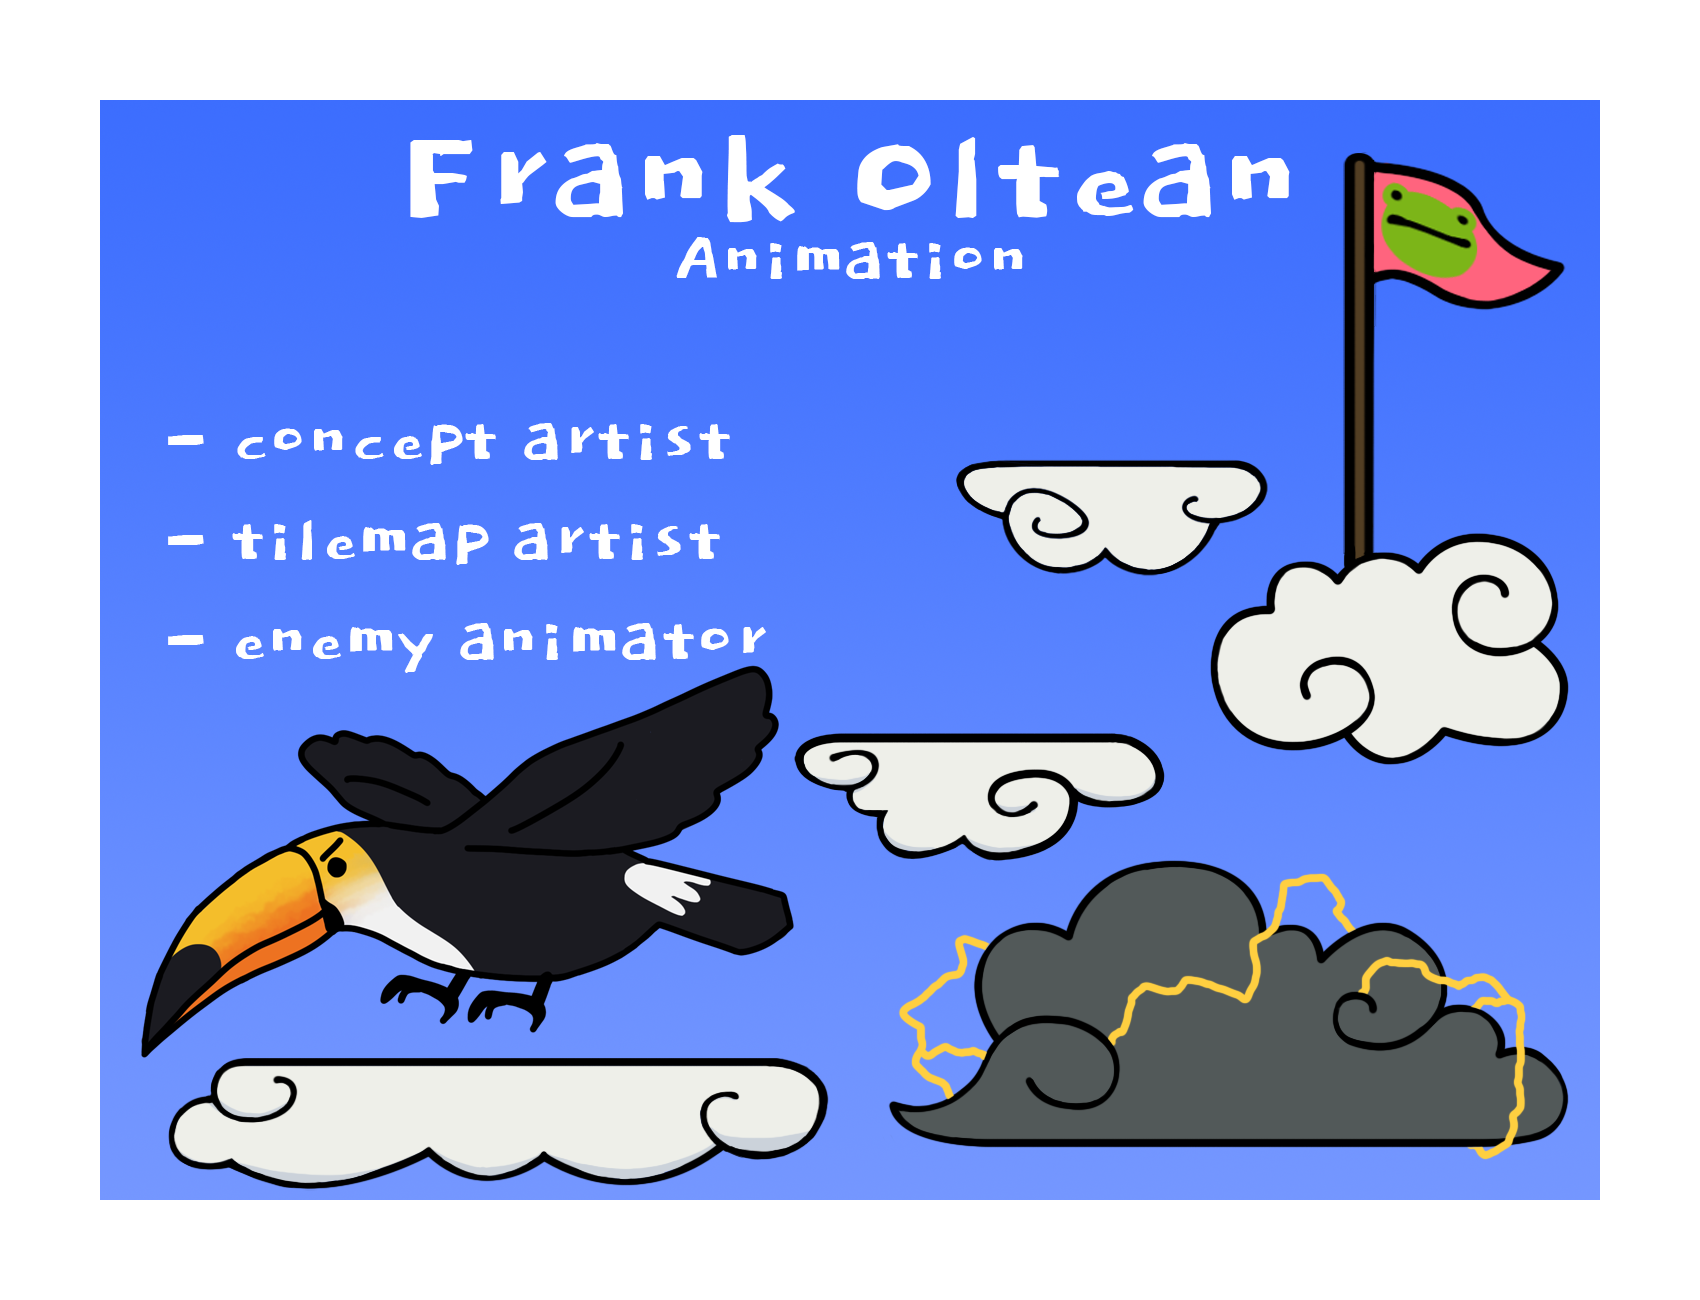 Frank Oltean
Animation
- concept artist
- tilemap artist
- enemy animator